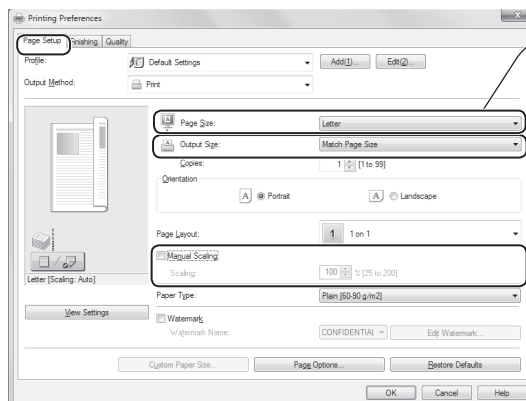 Printing Preferences
Page Setup Finishing Quality
Profile: Default Settings Add(1)... Edit(2)...
Output Method: Print
Page Size: Letter
Output Size: Match Page Size
Copies: 1 [1 to 99]
Orientation
A Portrait A Landscape
Page Layout: 1 1 on 1
Manual Scaling:
Scaling: 100 % [25 to 200]
Letter [Scaling: Auto]
Paper Type: Plain [60-90 g/m2]
View Settings
Watermark:
Watermark Name: CONFIDENTIAL Edit Watermark...
Custom Paper Size... Page Options... Restore Defaults
OK Cancel Help